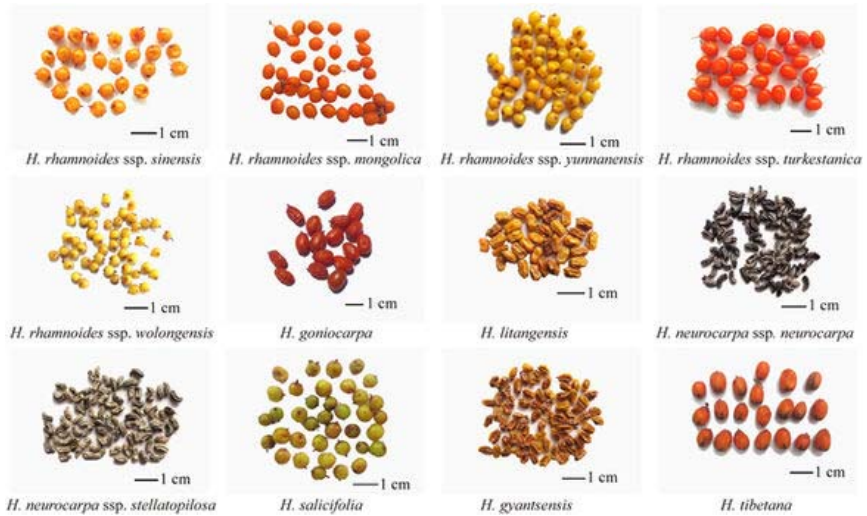 1 cm
1 cm
1 cm
1 cm
H. rhamnoides ssp. sinensis
H. rhamnoides ssp. mongolica
H. rhamnoides ssp. yunnanensis
H. rhamnoides ssp. turkestanica
1 cm
1 cm
1 cm
1 cm
H. rhamnoides ssp. wolongensis
H. goniocarpa
H. litangensis
H. neurocarpa ssp. neurocarpa
1 cm
1 cm
1 cm
1 cm
H. neurocarpa ssp. stellatopilosa
H. salicifolia
H. gyantsensis
H. tibetana